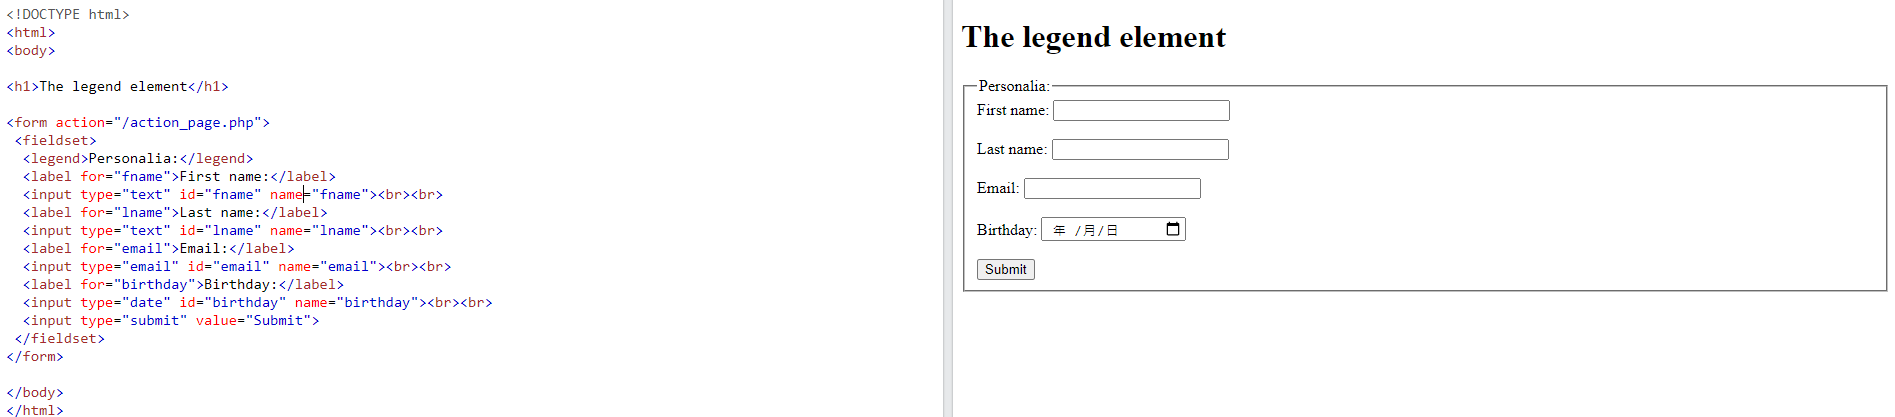 <!DOCTYPE html>
<html>
<body>
<h1>The legend element</h1>
<form action="/action_page.php">
<fieldset>
<legend>Personalia:</legend>
<label for="fname">First name:</label>
<input type="text" id="fname" name="fname"><br><br>
<label for="lname">Last name:</label>
<input type="text" id="lname" name="lname"><br><br>
<label for="email">Email:</label>
<input type="email" id="email" name="email"><br><br>
<label for="birthday">Birthday:</label>
<input type="date" id="birthday" name="birthday"><br><br>
<input type="submit" value="Submit">
</fieldset>
</form>
</body>
</html>
The legend element
Personalia:
First name:
Last name:
Email:
Birthday: 年 /月/日
Submit